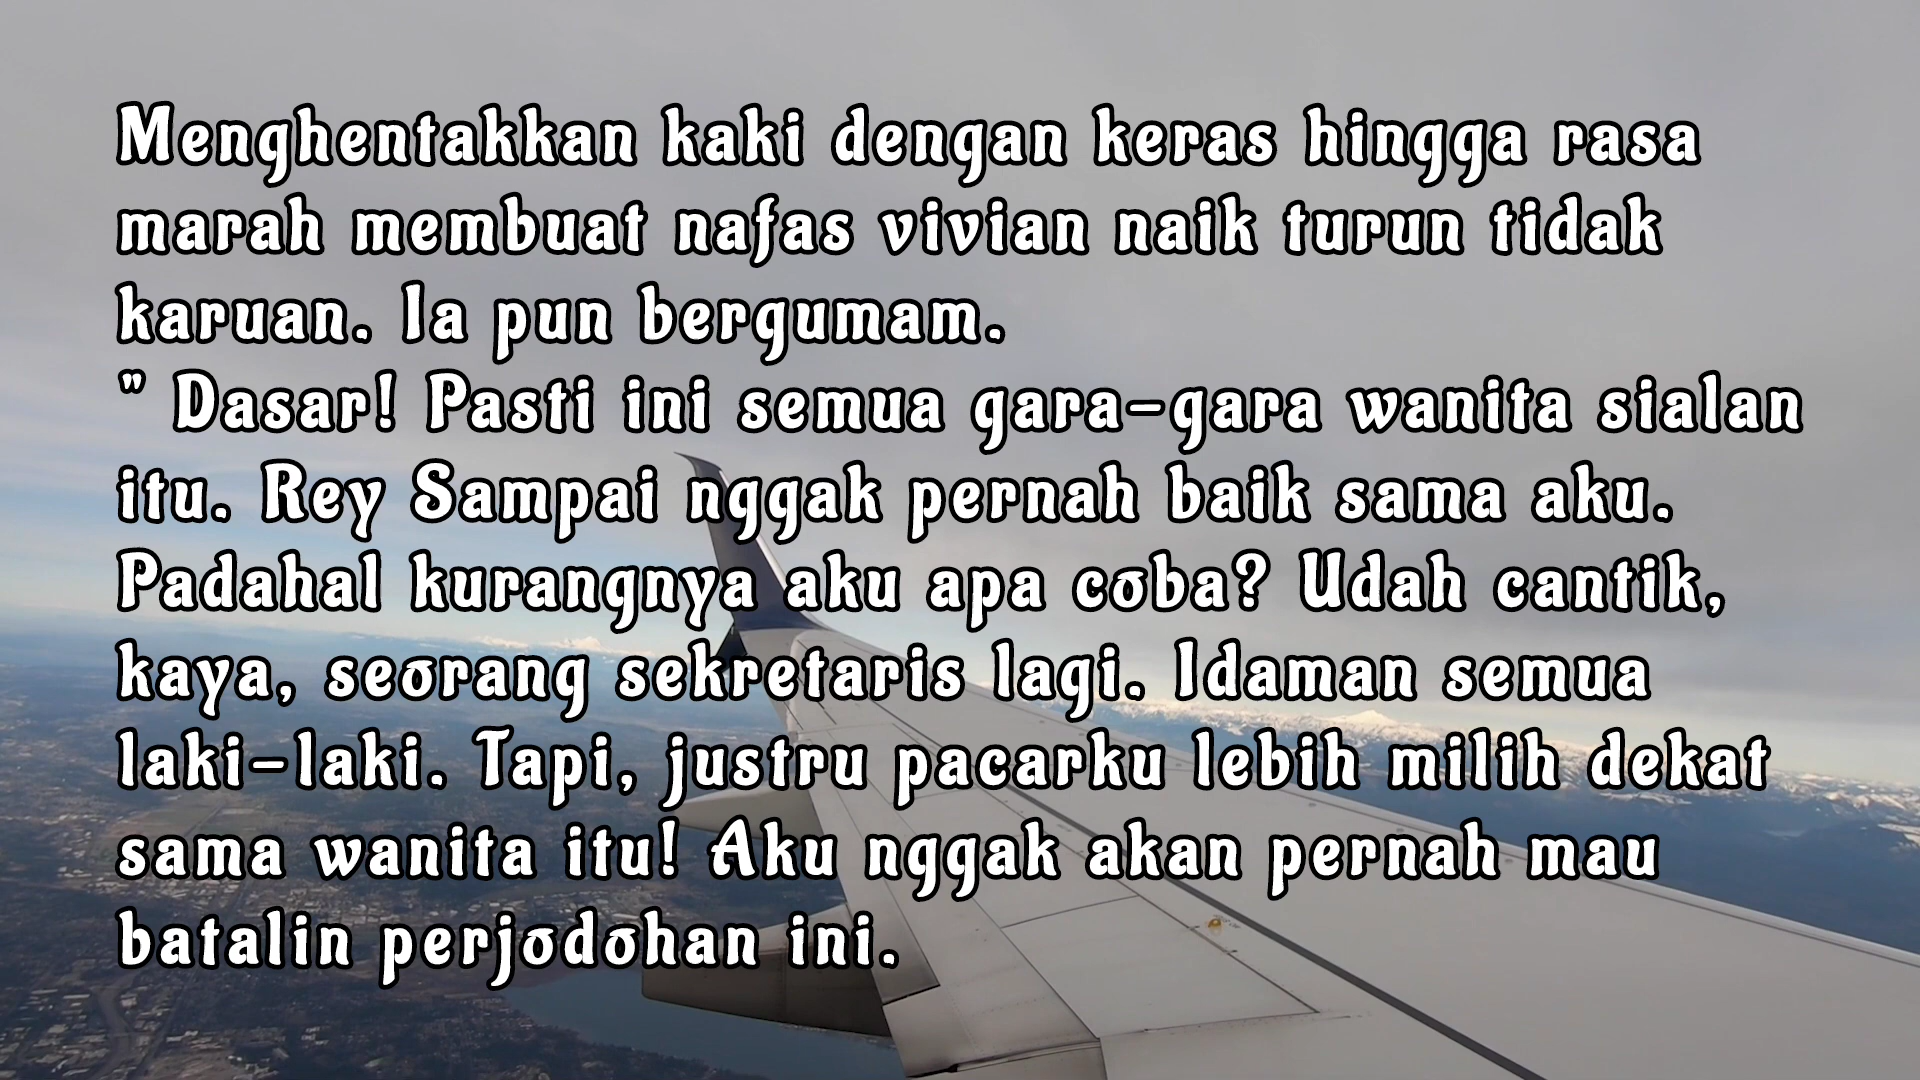 Menghentakkan kaki dengan keras hingga rasa
marah membuat nafas vivian naik turun tidak
karuan. Ia pun bergumam.
" Dasar! Pasti ini semua gara-gara wanita sialan
itu. Rey Sampai nggak pernah baik sama aku.
Padahal kurangnya aku apa coba? Udah cantik,
kaya, seorang sekretaris lagi. Idaman semua
laki-laki. Tapi, justru pacarku lebih milih dekat
sama wanita itu! Aku nggak akan pernah mau
batalin perjodohan ini.